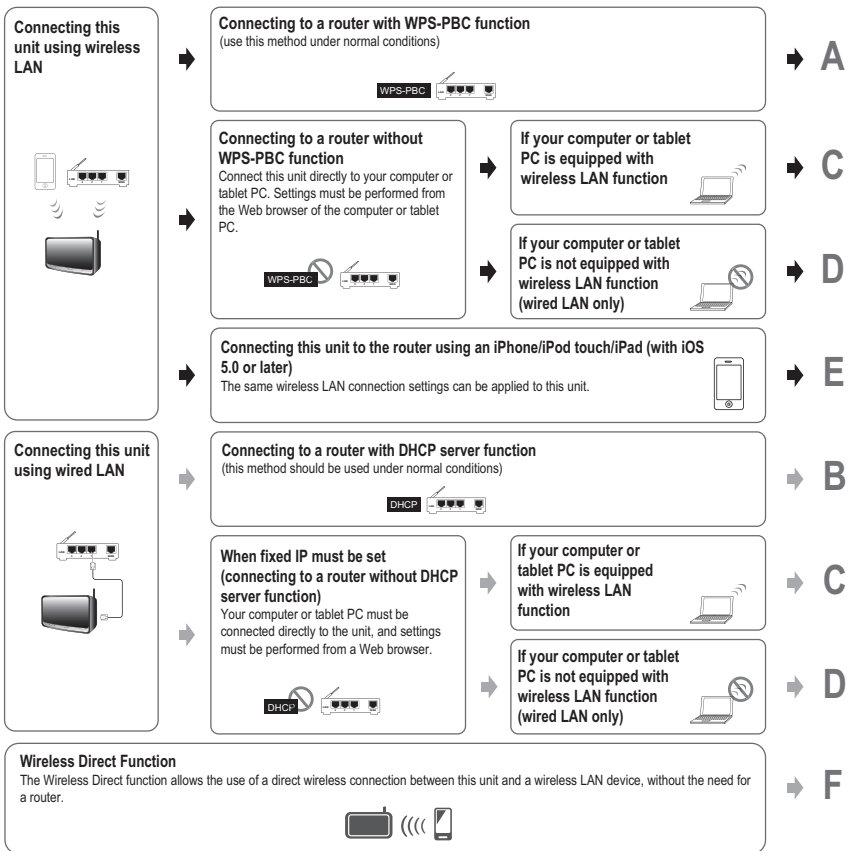 Connecting this
unit using wireless
LAN
Connecting to a router with WPS-PBC function
(use this method under normal conditions)
WPS-PBC
A
Connecting to a router without
WPS-PBC function
Connect this unit directly to your computer or
tablet PC. Settings must be performed from
the Web browser of the computer or tablet
PC.
WPS-PBC
If your computer or tablet
PC is equipped with
wireless LAN function
C
If your computer or tablet
PC is not equipped with
wireless LAN function
(wired LAN only)
D
Connecting this unit to the router using an iPhone/iPod touch/iPad (with iOS
5.0 or later)
The same wireless LAN connection settings can be applied to this unit.
E
Connecting this unit
using wired LAN
Connecting to a router with DHCP server function
(this method should be used under normal conditions)
DHCP
B
When fixed IP must be set
(connecting to a router without DHCP
server function)
Your computer or tablet PC must be
connected directly to the unit, and settings
must be performed from a Web browser.
DHCP
If your computer or
tablet PC is equipped
with wireless LAN
function
C
If your computer or tablet
PC is not equipped with
wireless LAN function
(wired LAN only)
D
Wireless Direct Function
The Wireless Direct function allows the use of a direct wireless connection between this unit and a wireless LAN device, without the need for
a router.
F